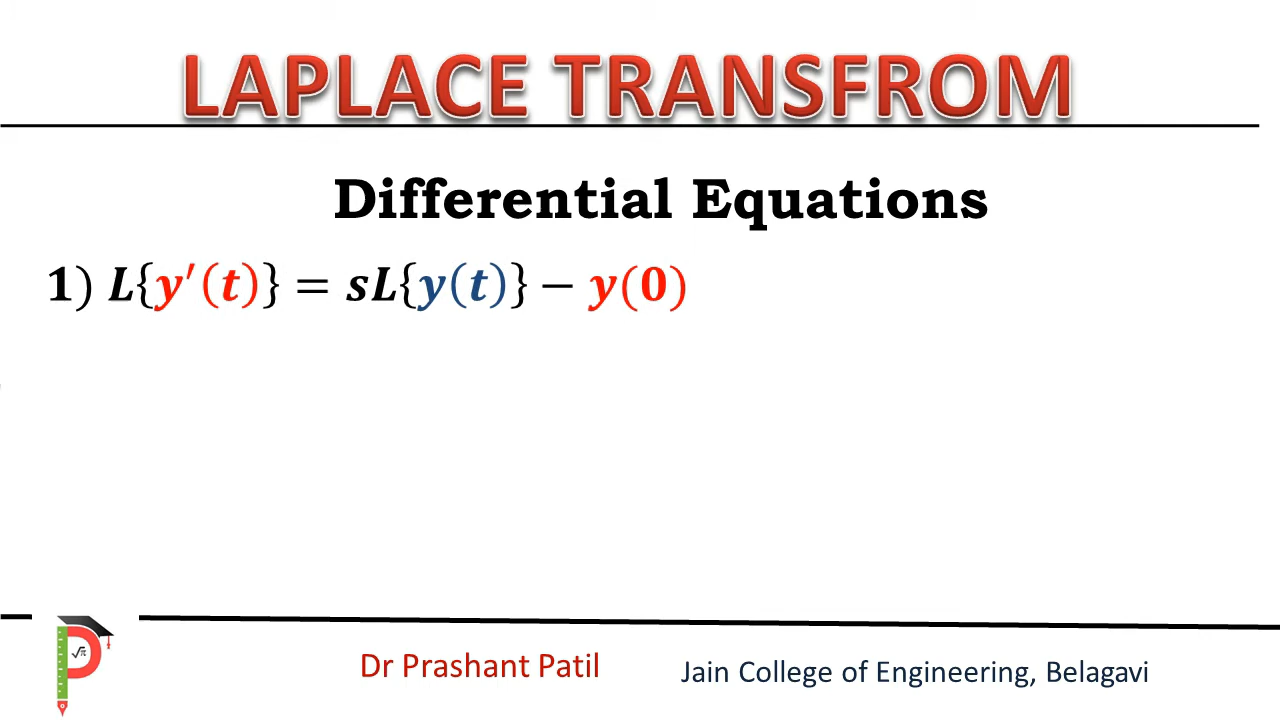 LAPLACE TRANSFROM
Differential Equations
1) L{y′(t)} = sL{y(t)} − y(0)
√π
Dr Prashant Patil
Jain College of Engineering, Belagavi